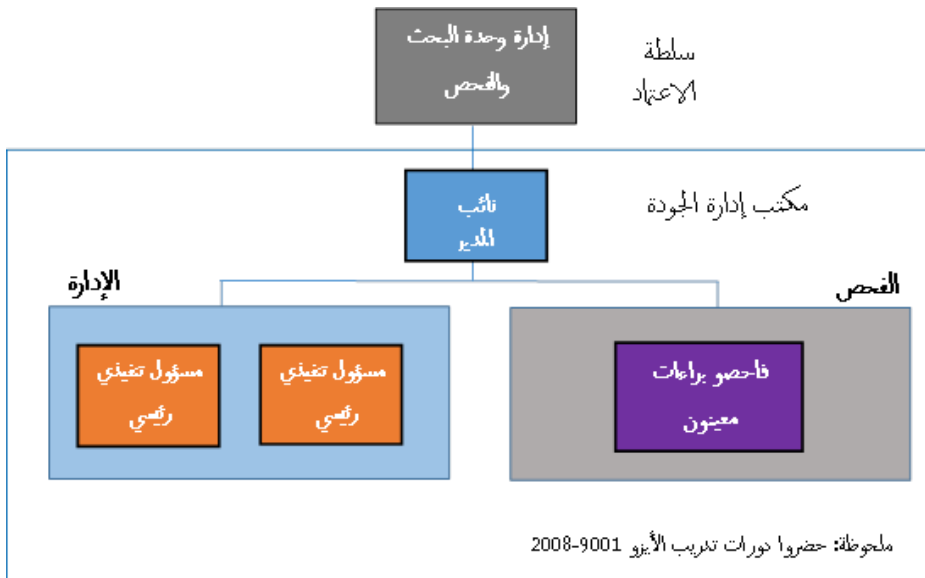 إدارة وحدة البحث
والفحص
سلطة
الاعتماد
نائب
المدير
مكتب إدارة الجودة
الفحص
الإدارة
فاحصو براءات
معينون
مسؤول تنفيذي
رئيسي
مسؤول تنفيذي
رئيسي
ملحوظة: حضروا دورات تدريب الأيزو 9001-2008